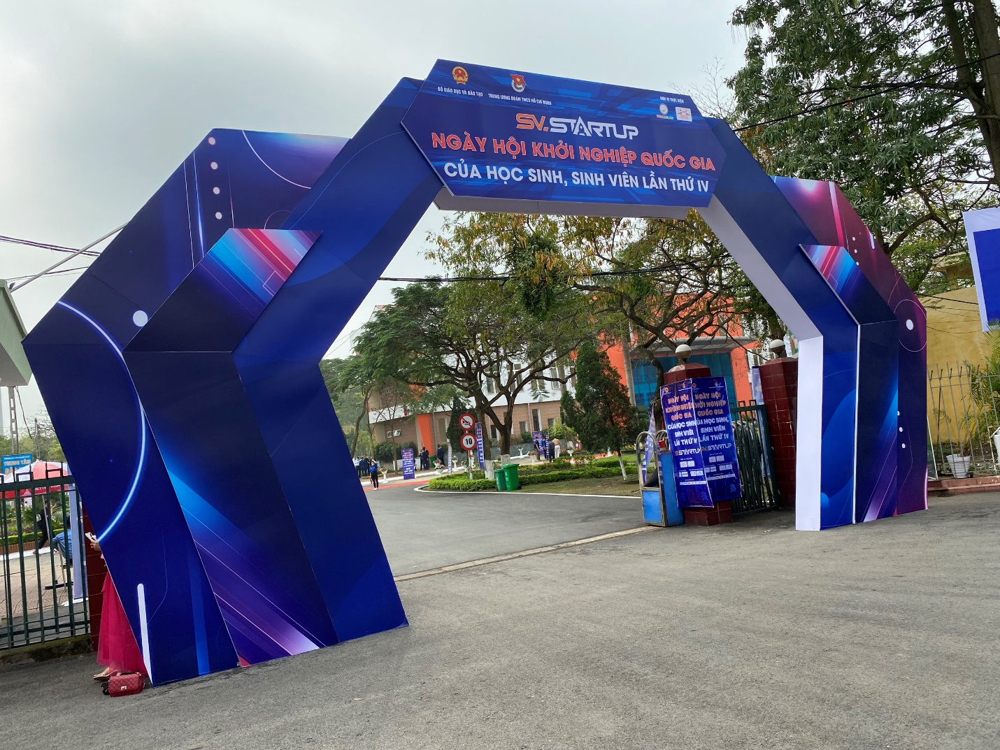 BỘ GIÁO DỤC VÀ ĐÀO TẠO
TRUNG ƯƠNG ĐOÀN TNCS HỒ CHÍ MINH
ĐƠN VỊ THỰC HIỆN
SV.STARTUP
NGÀY HỘI KHỞI NGHIỆP QUỐC GIA
CỦA HỌC SINH, SINH VIÊN LẦN THỨ IV
NGÀY HỘI
KHỞI NGHIỆP
QUỐC GIA
CỦA HỌC SINH,
SINH VIÊN
LẦN THỨ IV
SV.STARTUP
NGÀY HỘI
KHỞI NGHIỆP
QUỐC GIA
CỦA HỌC SINH,
SINH VIÊN
LẦN THỨ IV
SV.STARTUP
10
TRUNG TÂM